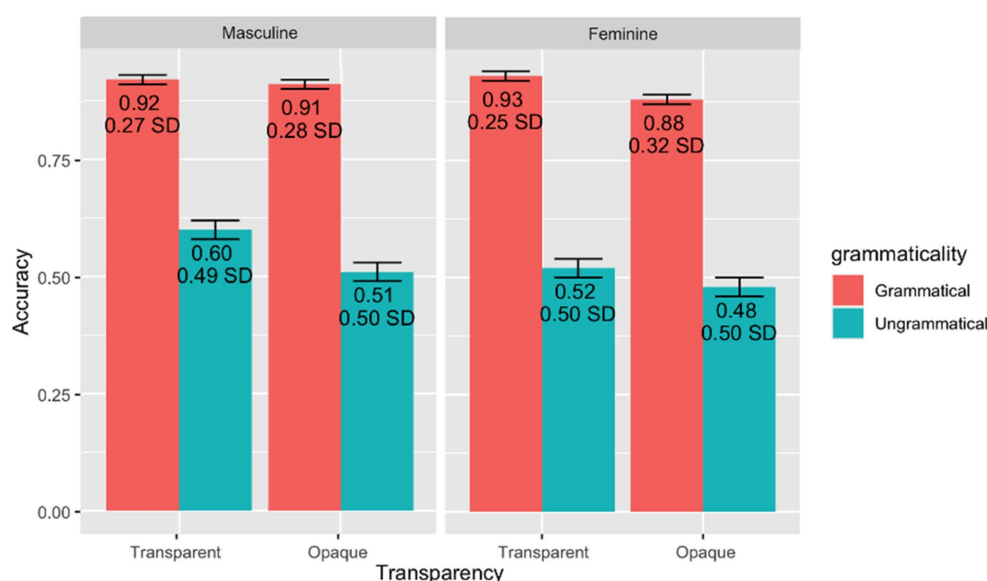 Masculine
Feminine
Accuracy
0.75
0.50
0.25
0.00
0.92
0.27 SD
0.60
0.49 SD
0.91
0.28 SD
0.51
0.50 SD
0.93
0.25 SD
0.52
0.50 SD
0.88
0.32 SD
0.48
0.50 SD
Transparent
Opaque
Transparent
Opaque
Transparency
grammaticality
Grammatical
Ungrammatical